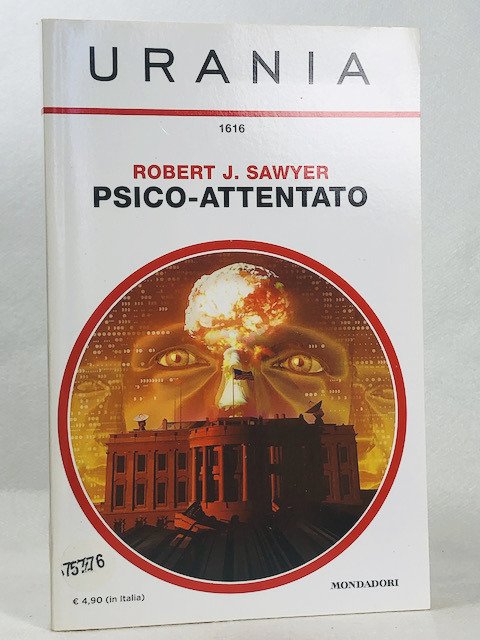 URANIA
1616
ROBERT J. SAWYER
PSICO-ATTENTATO
€ 4,90 (in Italia)
MONDADORI